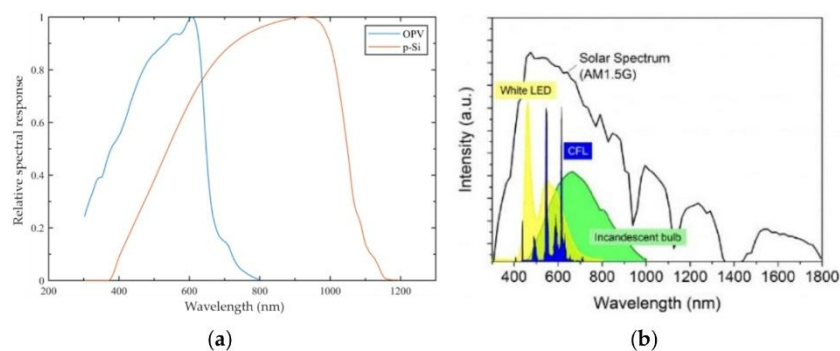 OPV
p-Si
Relative spectral response
1
0.8
0.6
0.4
0.2
0
200
400
600
800
1000
1200
Wavelength (nm)
(a)
Solar Spectrum
(AM1.5G)
White LED
CFL
Incandescent bulb
Intensity (a.u.)
400
600
800
1000
1200
1400
1600
1800
Wavelength (nm)
(b)